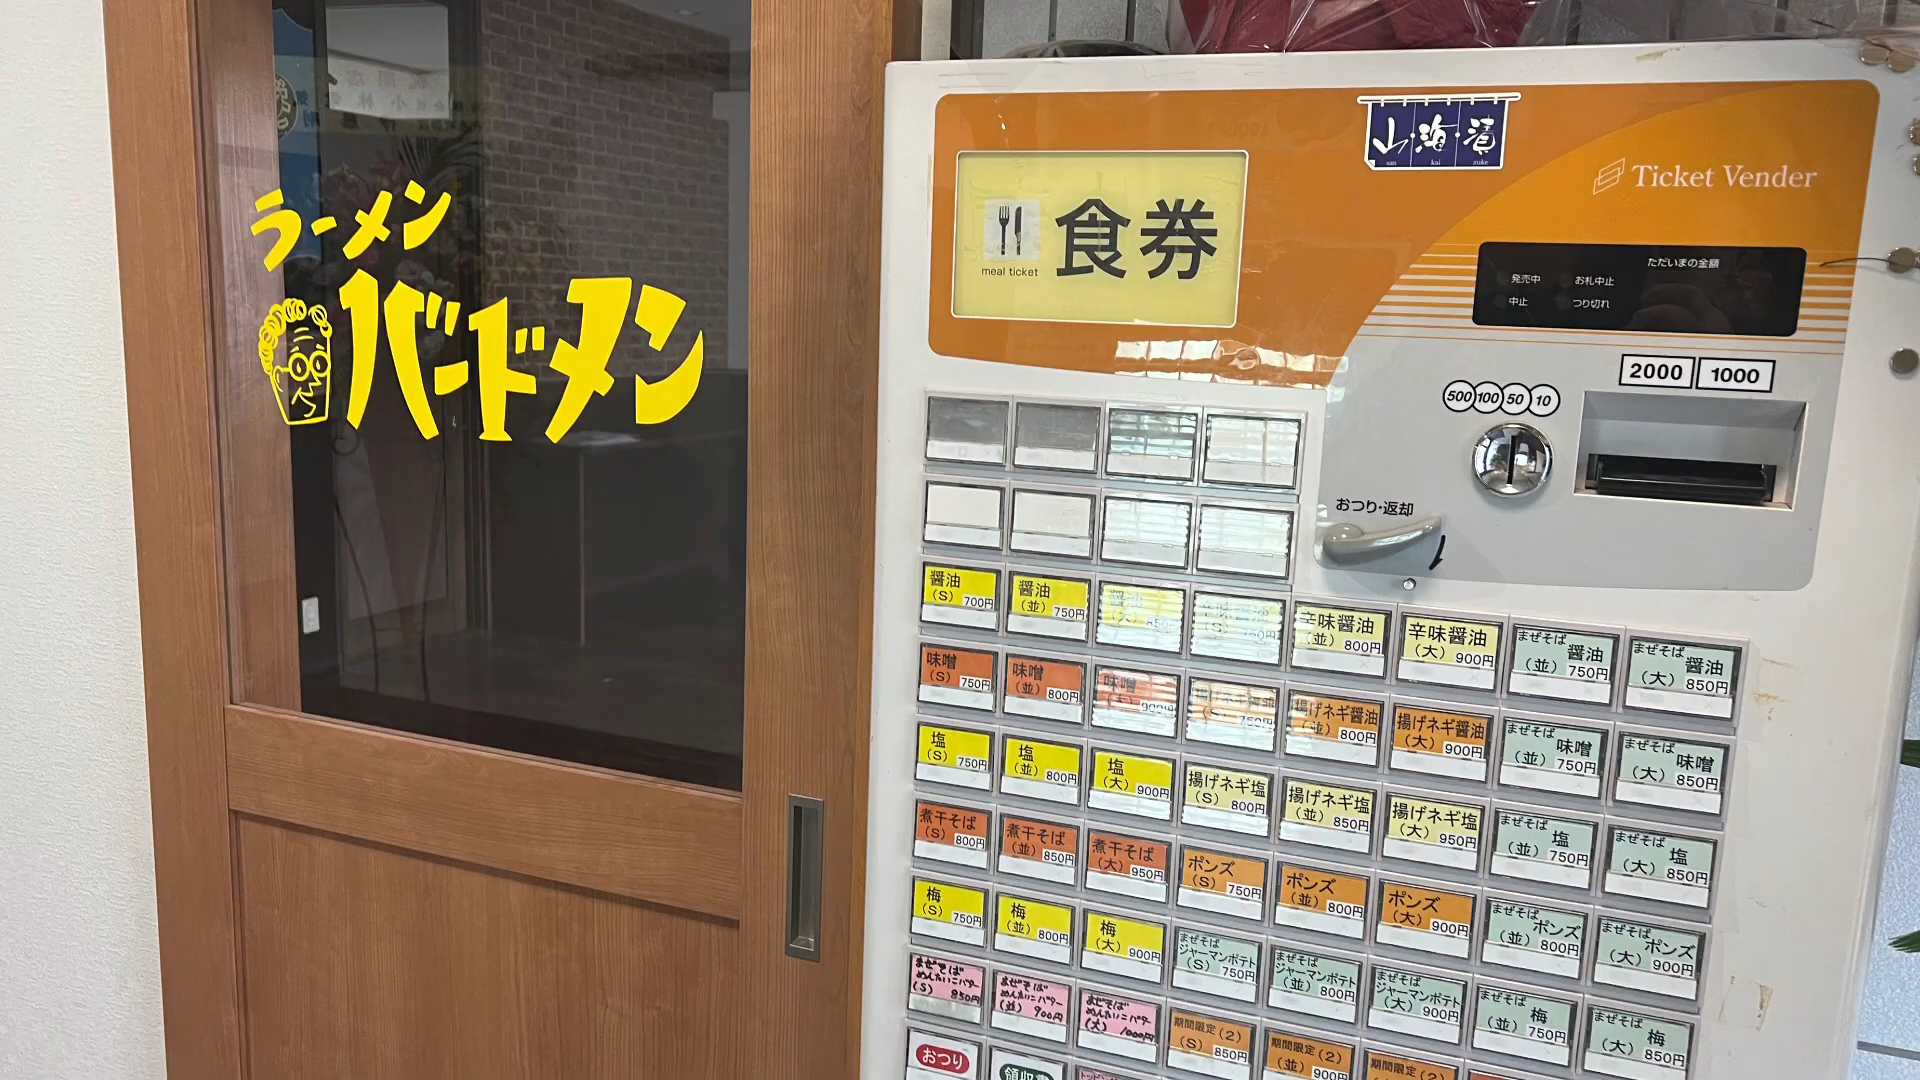 ラーメン
バードメン
山・海・漬
san kai zuke
Ticket Vender
meal ticket
食券
ただいまの金額
発売中 お札中止
中止 つり切れ
2000 1000
500 100 50 10
おつり・返却
醤油 (S) 700円
醤油 (並) 750円
辛味醤油 (並) 800円
辛味醤油 (大) 900円
まぜそば 醤油 (並) 750円
まぜそば 醤油 (大) 850円
味噌 (S) 750円
味噌 (並) 800円
味噌 (大) 900円
揚げネギ醤油 (S) 750円
揚げネギ醤油 (並) 800円
揚げネギ醤油 (大) 900円
まぜそば 味噌 (並) 750円
まぜそば 味噌 (大) 850円
塩 (S) 750円
塩 (並) 800円
塩 (大) 900円
揚げネギ塩 (S) 800円
揚げネギ塩 (並) 850円
揚げネギ塩 (大) 950円
まぜそば 塩 (並) 750円
まぜそば 塩 (大) 850円
煮干そば (S) 800円
煮干そば (並) 850円
煮干そば (大) 950円
ポンズ (S) 750円
ポンズ (並) 800円
ポンズ (大) 900円
まぜそば ポンズ (並) 800円
まぜそば ポンズ (大) 900円
梅 (S) 750円
梅 (並) 800円
梅 (大) 900円
まぜそば ジャーマンポテト (S) 750円
まぜそば ジャーマンポテト (並) 800円
まぜそば ジャーマンポテト (大) 900円
まぜそば 梅 (並) 750円
まぜそば 梅 (大) 850円
まぜそば めんたいこバター (S) 850円
まぜそば めんたいこバター (並) 900円
まぜそば めんたいこバター (大) 1000円
期間限定(2) (S) 850円
期間限定(2) (並) 900円
期間限定(2)
おつり
領収書